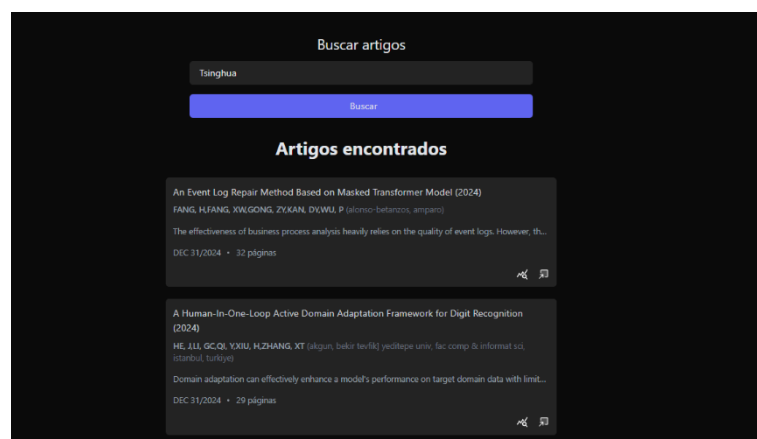 Buscar artigos
Tsinghua
Buscar
Artigos encontrados
An Event Log Repair Method Based on Masked Transformer Model (2024)
FANG, H,FANG, XW,GONG, ZY,KAN, DY,WU, P (alonso-betanzos, amparo)
The effectiveness of business process analysis heavily relies on the quality of event logs. However, th...
DEC 31/2024 • 32 páginas
A Human-In-One-Loop Active Domain Adaptation Framework for Digit Recognition
(2024)
HE, J,LI, GC,QI, Y,XIU, H,ZHANG, XT (akgun, bekir tevfik] yeditepe univ, fac comp & informat sci,
istanbul, turkiye)
Domain adaptation can effectively enhance a model's performance on target domain data with limit...
DEC 31/2024 • 29 páginas